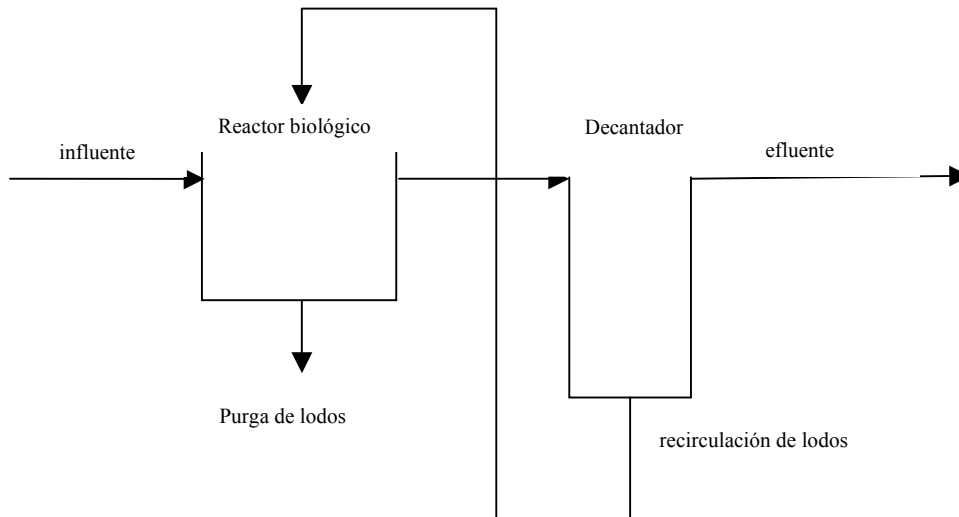 Reactor biológico
Decantador
influente
efluente
Purga de lodos
recirculación de lodos